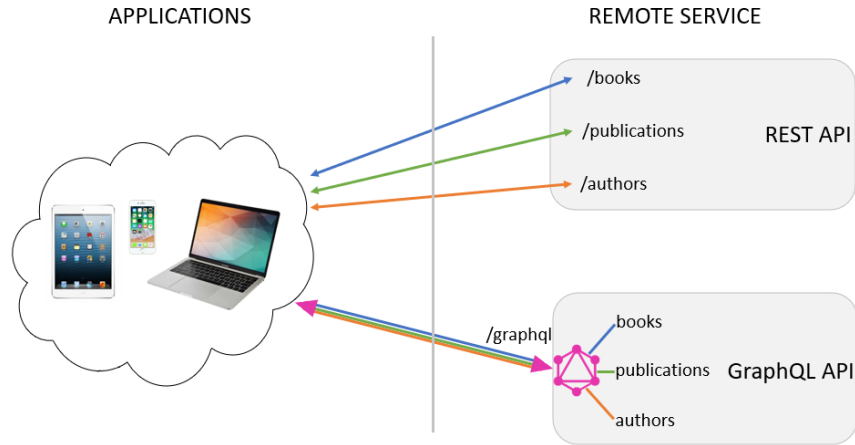 APPLICATIONS
REMOTE SERVICE
/books
/publications
REST API
/authors
/graphql
books
publications
GraphQL API
authors